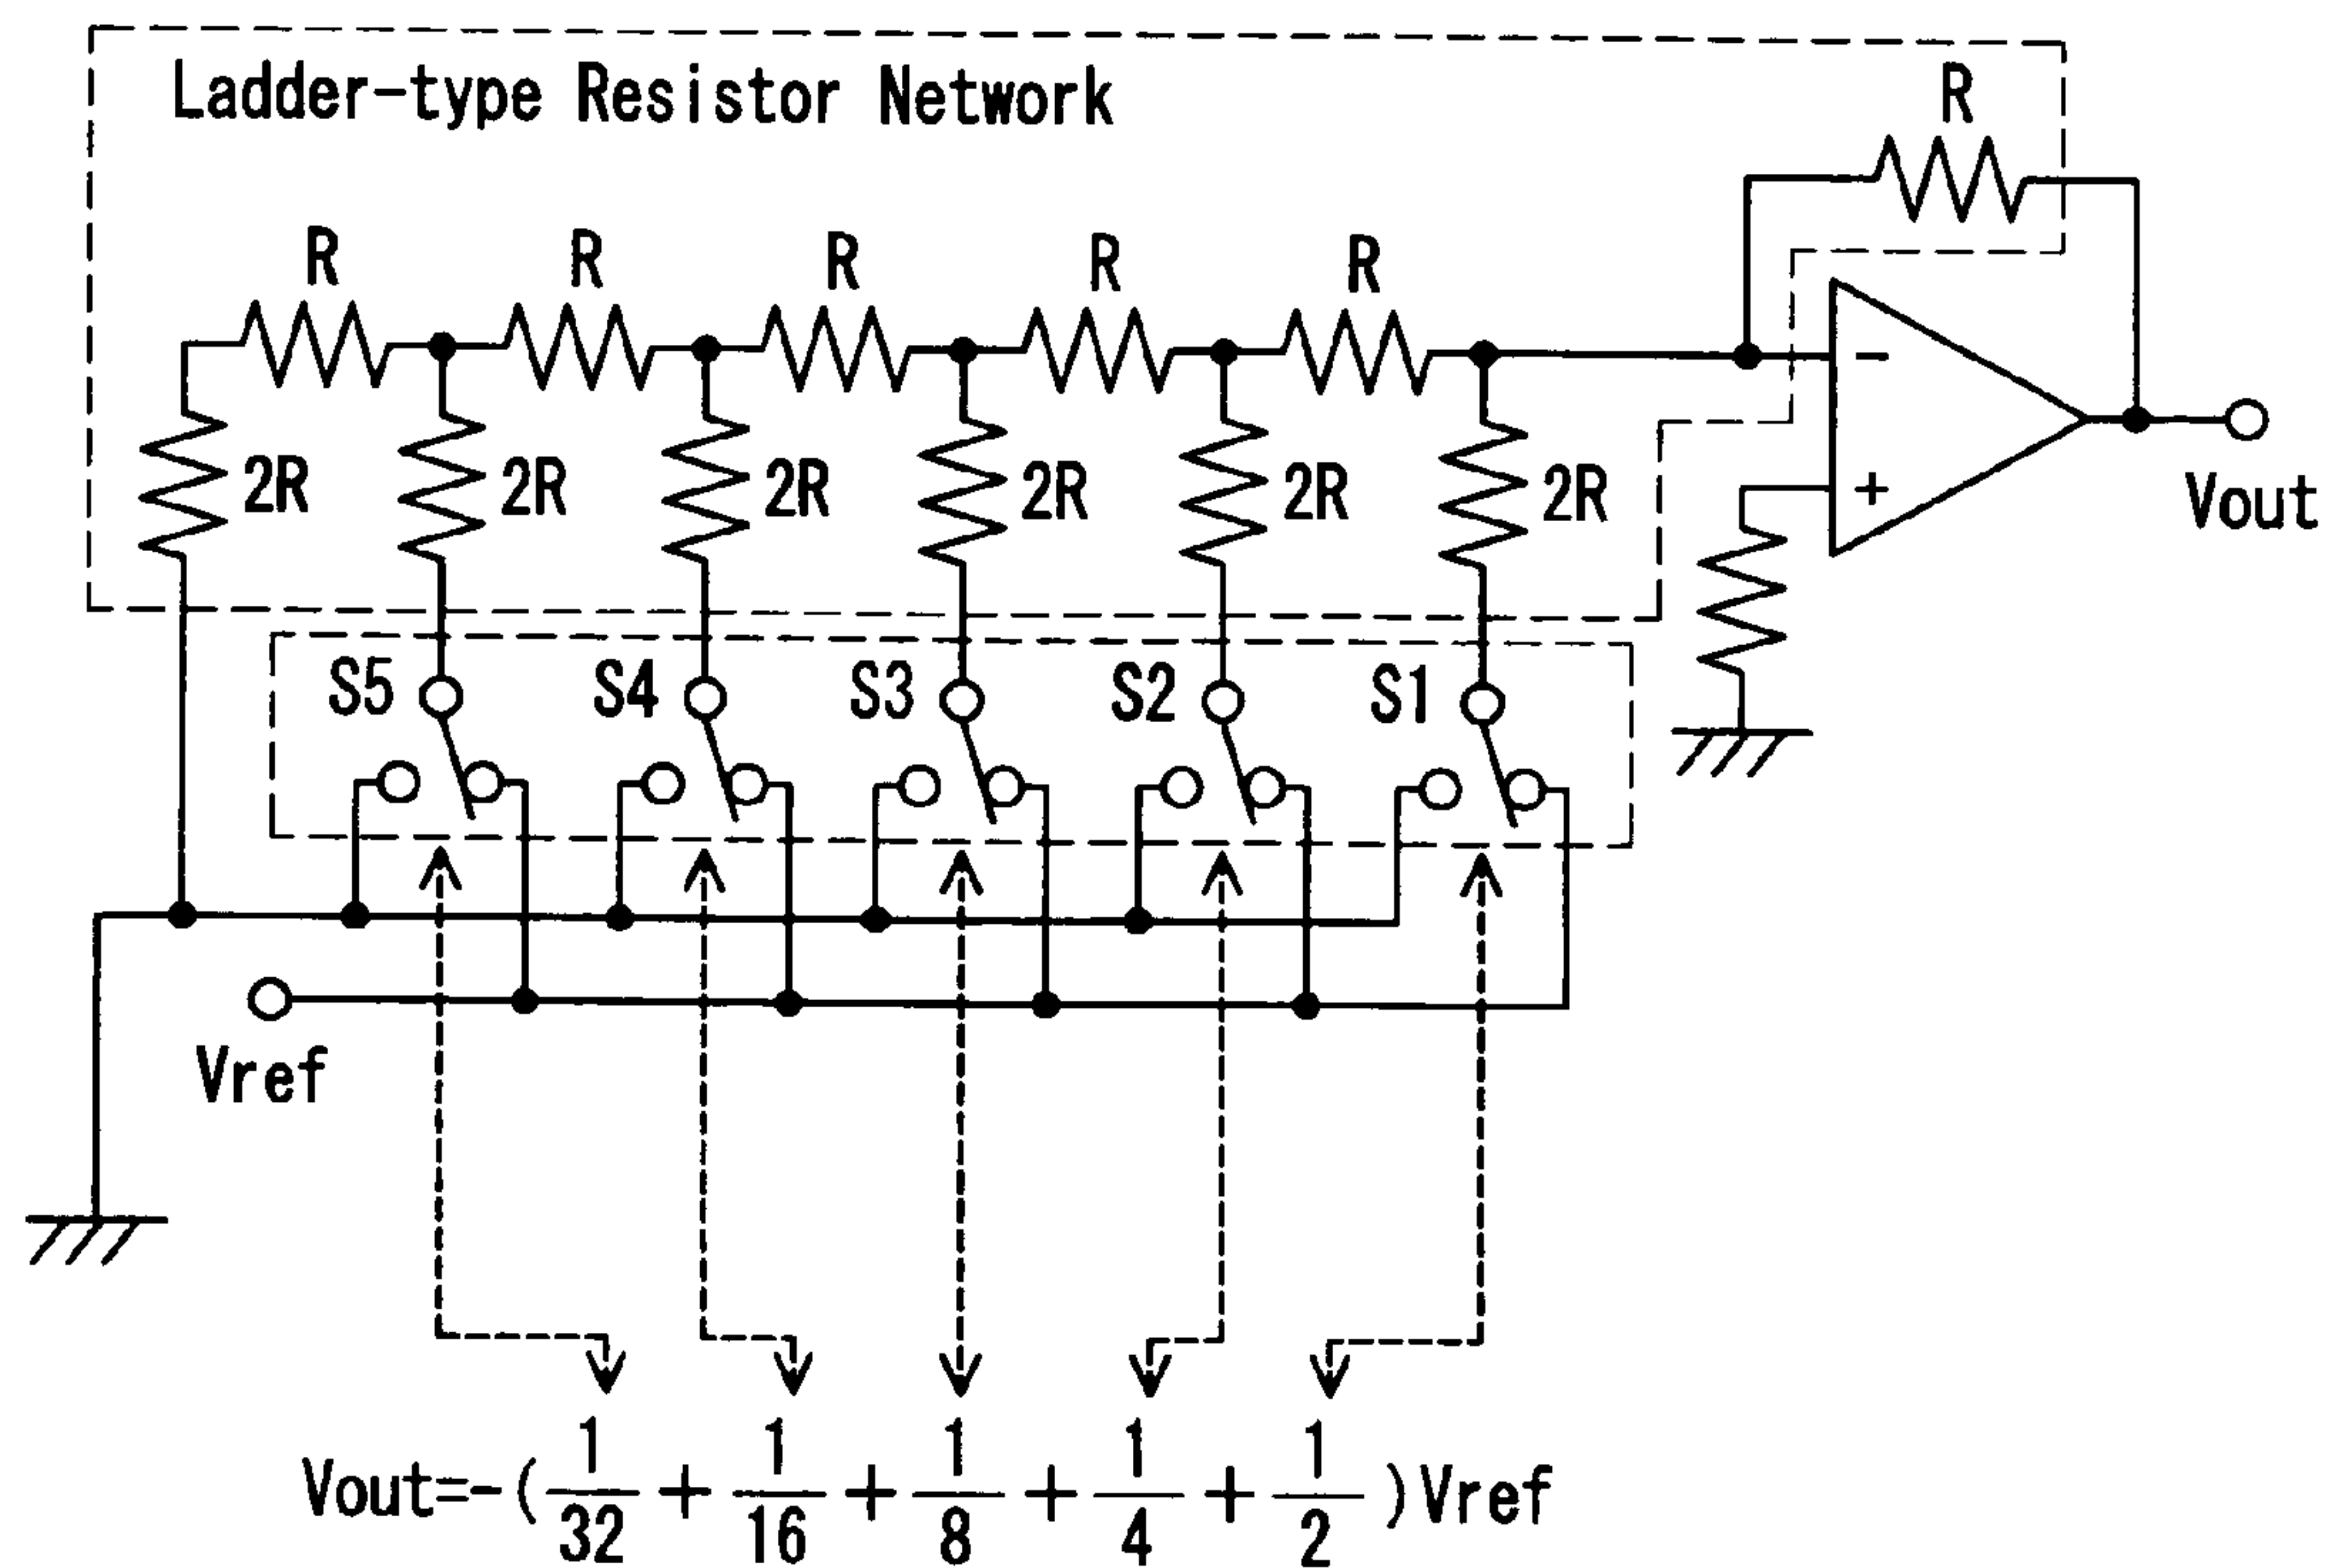 Ladder-type Resistor Network
R
R
R
R
R
R
2R
2R
2R
2R
2R
2R
−
+
Vout
S5
S4
S3
S2
S1
Vref
Vout=-(1/32 + 1/16 + 1/8 + 1/4 + 1/2)Vref